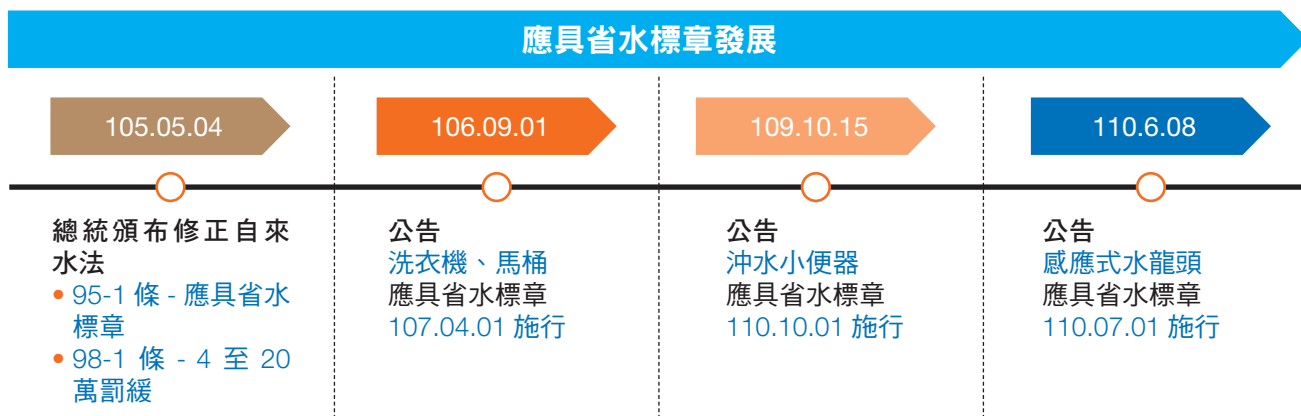 應具省水標章發展
105.05.04
106.09.01
109.10.15
110.6.08
總統頒布修正自來
水法
• 95-1 條 - 應具省水
標章
• 98-1 條 - 4 至 20
萬罰緩
公告
洗衣機、馬桶
應具省水標章
107.04.01 施行
公告
沖水小便器
應具省水標章
110.10.01 施行
公告
感應式水龍頭
應具省水標章
110.07.01 施行